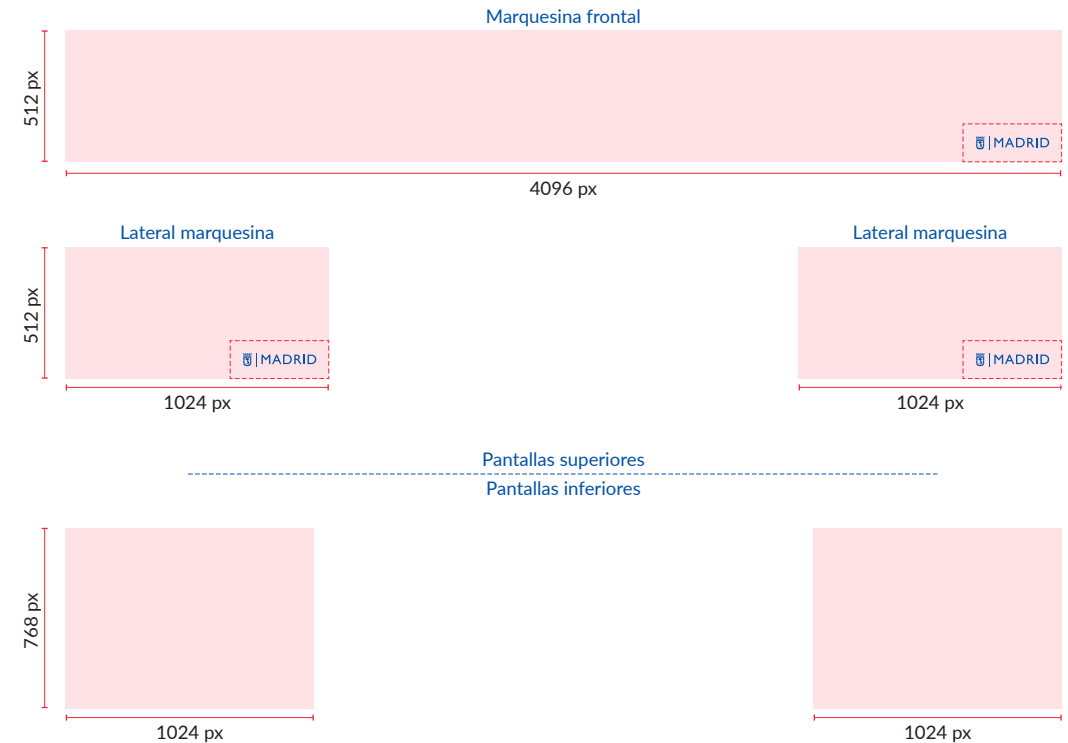 Marquesina frontal
512 px
MADRID
4096 px
Lateral marquesina
Lateral marquesina
512 px
MADRID
MADRID
1024 px
1024 px
Pantallas superiores
Pantallas inferiores
768 px
1024 px
1024 px